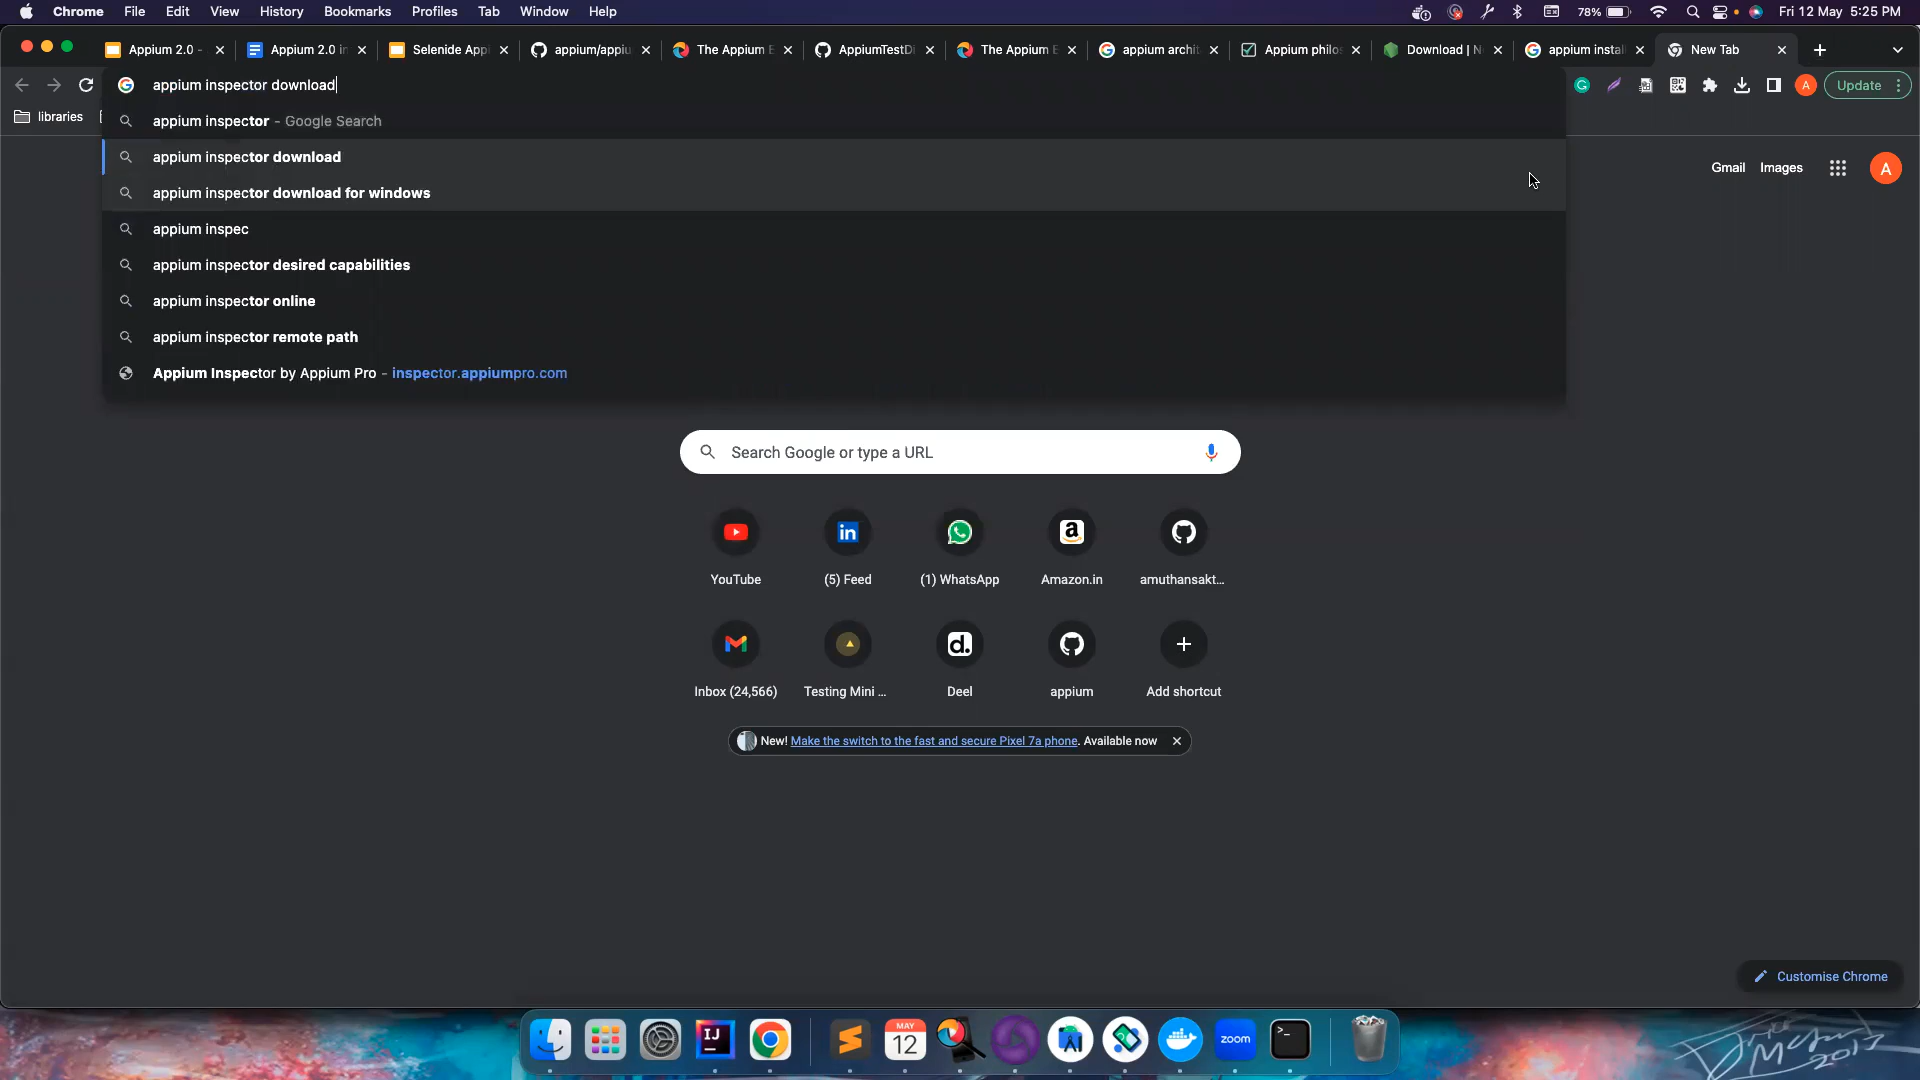 Chrome File Edit View History Bookmarks Profiles Tab Window Help 78% Fri 12 May 5:25 PM
Appium 2.0 - Appium 2.0 in Selenide App appium/appiu The Appium E AppiumTestDi The Appium E appium archit Appium philos Download | N appium instal New Tab
appium inspector download Update
libraries
appium inspector - Google Search
appium inspector download
Gmail Images A
appium inspector download for windows
appium inspec
appium inspector desired capabilities
appium inspector online
appium inspector remote path
Appium Inspector by Appium Pro - inspector.appiumpro.com
Search Google or type a URL
YouTube (5) Feed (1) WhatsApp Amazon.in amuthansakt...
Inbox (24,566) Testing Mini ... Deel appium Add shortcut
New! Make the switch to the fast and secure Pixel 7a phone. Available now
Customise Chrome
MAY
12
zoom
2017